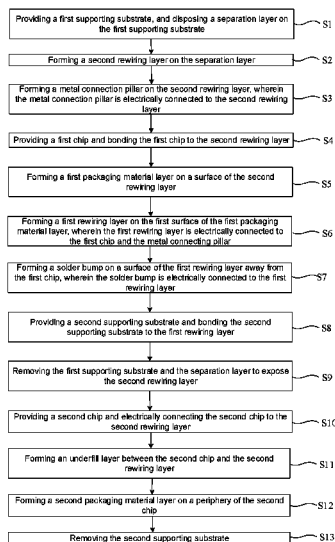 Providing a first supporting substrate, and disposing a separation layer on
the first supporting substrate
S1
Forming a second rewiring layer on the separation layer
S2
Forming a metal connection pillar on the second rewiring layer, wherein
the metal connection pillar is electrically connected to the second rewiring
layer
S3
Providing a first chip and bonding the first chip to the second rewiring layer
S4
Forming a first packaging material layer on a surface of the second
rewiring layer
S5
Forming a first rewiring layer on the first surface of the first packaging
material layer, wherein the first rewiring layer is electrically connected to
the first chip and the metal connecting pillar
S6
Forming a solder bump on a surface of the first rewiring layer away from
the first chip, wherein the solder bump is electrically connected to the first
rewiring layer
S7
Providing a second supporting substrate and bonding the second
supporting substrate to the first rewiring layer
S8
Removing the first supporting substrate and the separation layer to expose
the second rewiring layer
S9
Providing a second chip and electrically connecting the second chip to the
second rewiring layer
S10
Forming an underfill layer between the second chip and the second
rewiring layer
S11
Forming a second packaging material layer on a periphery of the second
chip
S12
Removing the second supporting substrate
S13